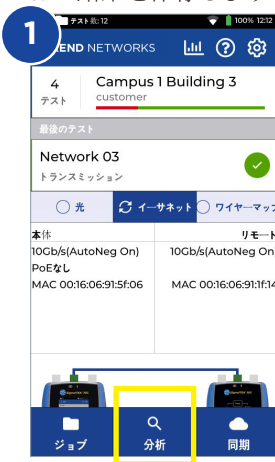 1
テスト数: 12
100% 12:12
END NETWORKS
4
テスト
Campus 1 Building 3
customer
最後のテスト
Network 03
トランスミッション
光
イーサネット
ワイヤーマップ
本体
リモート
10Gb/s(AutoNeg On)
10Gb/s(AutoNeg On
PoEなし
MAC 00:16:06:91:5f:06
MAC 00:16:06:91:1f:14
ジョブ
分析
同期